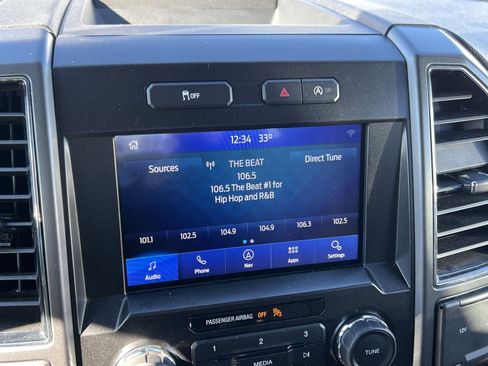 OFF
A OFF
12:34 33°
Sources
THE BEAT
Direct Tune
106.5
106.5 The Beat #1 for
Hip Hop and R&B
101.1 102.5 104.9 104.9 106.3 102.5
Audio Phone Nav Apps Settings
PASSENGER AIRBAG OFF
1 2 3
MEDIA
TUNE
12V